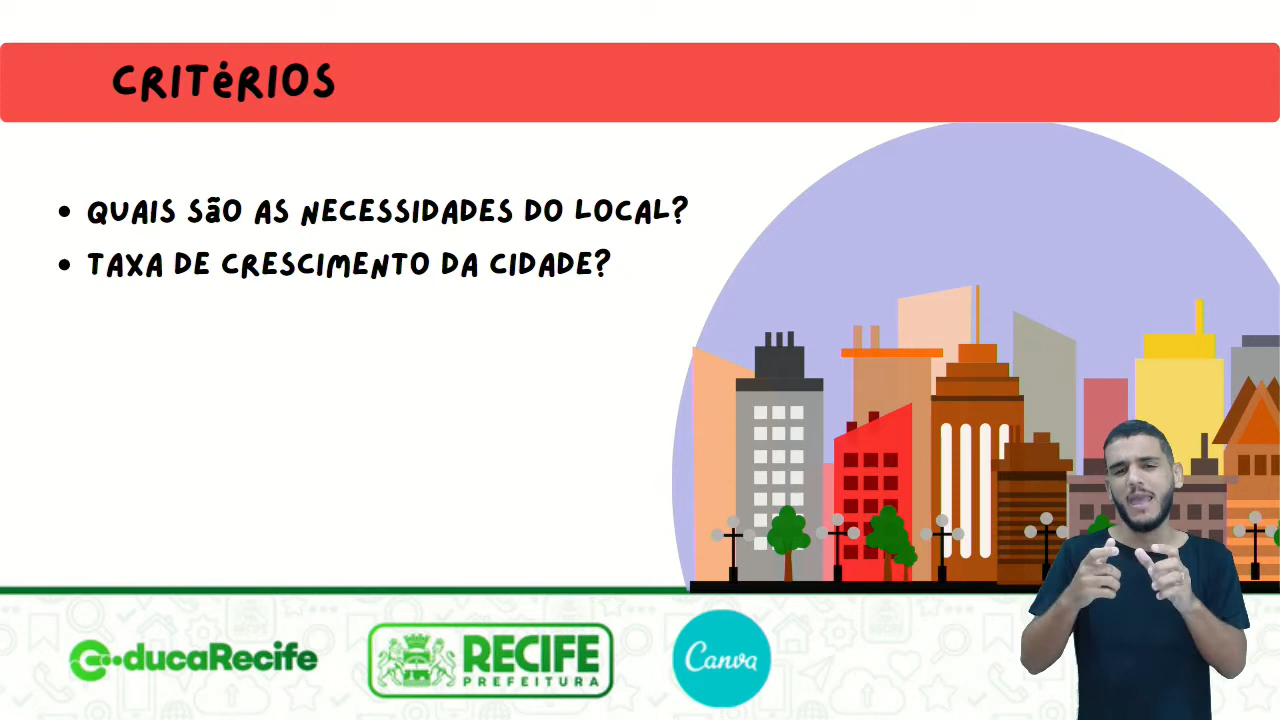 CRITÉRIOS
QUAIS SÃO AS NECESSIDADES DO LOCAL?
TAXA DE CRESCIMENTO DA CIDADE?
EducaRecife
RECIFE
PREFEITURA
Canva